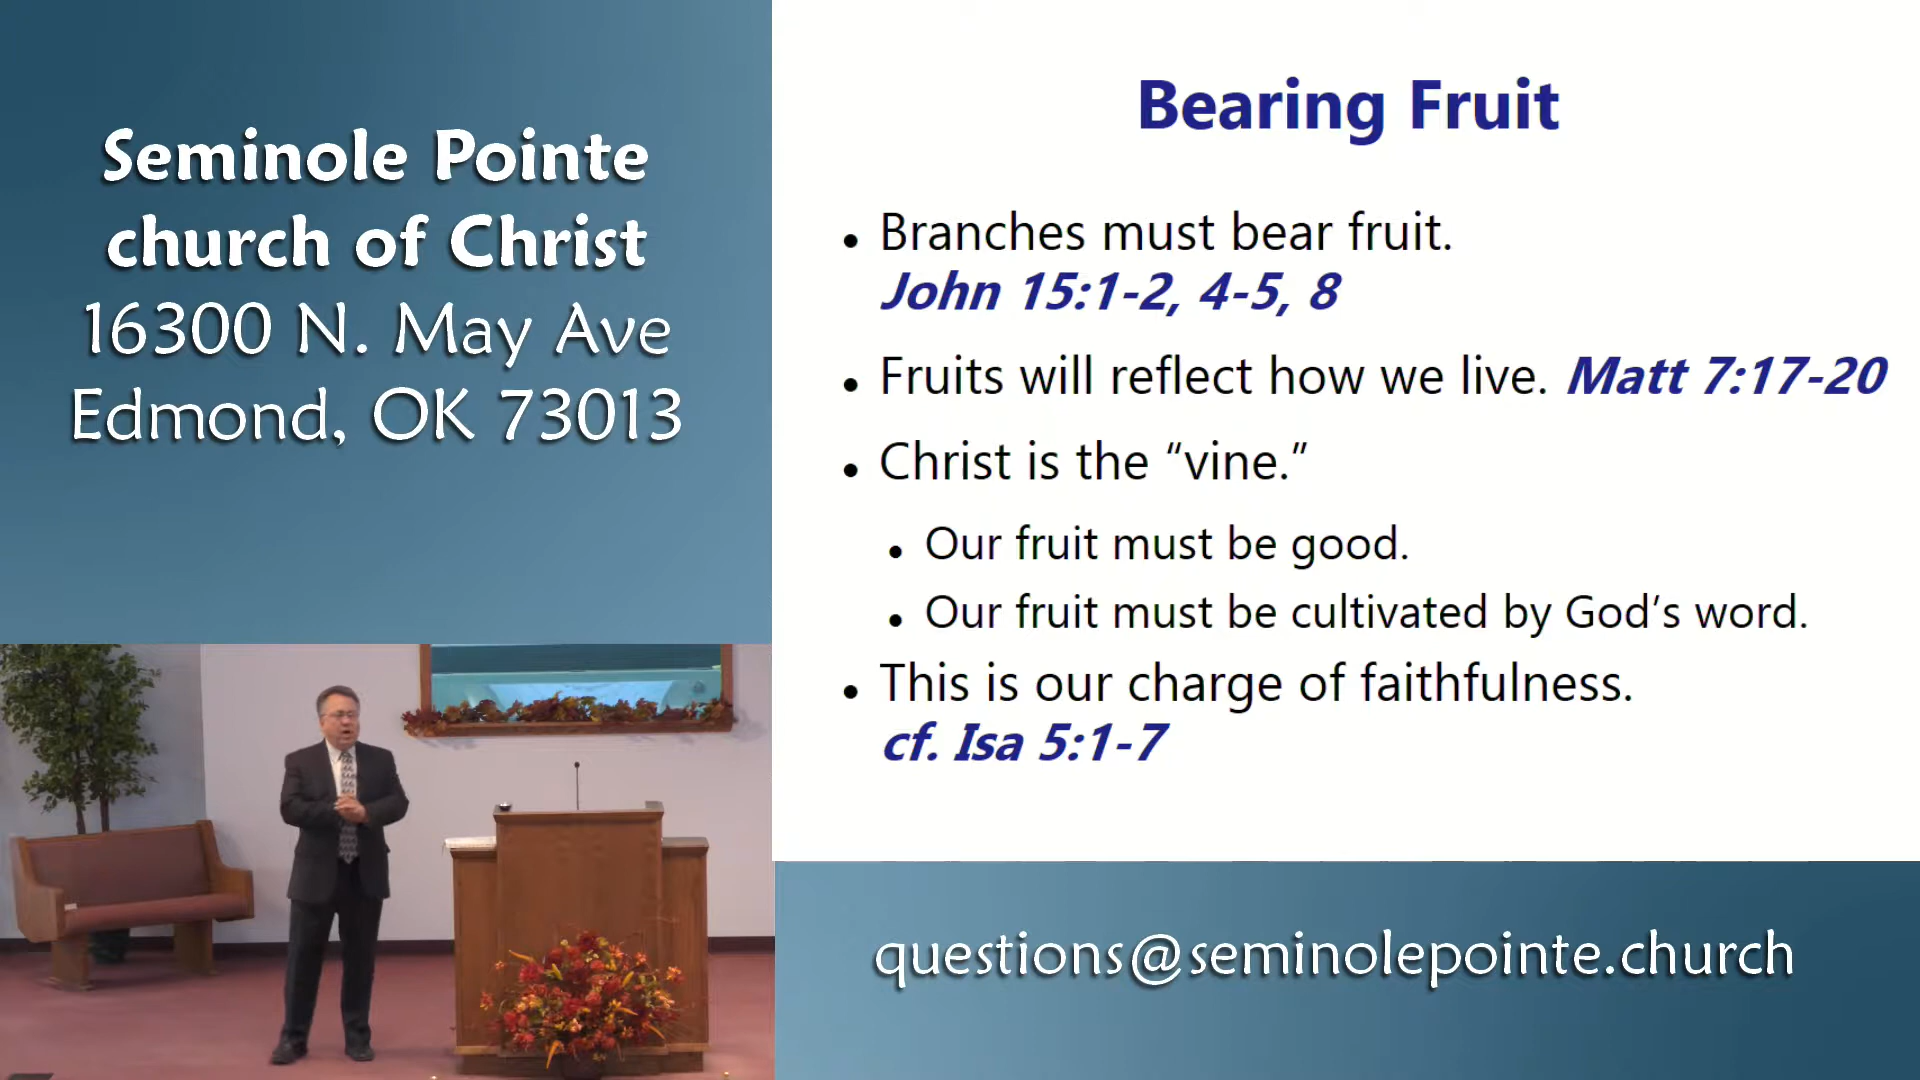 Seminole Pointe
church of Christ
16300 N. May Ave
Edmond, OK 73013
Bearing Fruit
• Branches must bear fruit.
John 15:1-2, 4-5, 8
• Fruits will reflect how we live. Matt 7:17-20
• Christ is the “vine.”
• Our fruit must be good.
• Our fruit must be cultivated by God’s word.
• This is our charge of faithfulness.
cf. Isa 5:1-7
questions@seminolepointe.church